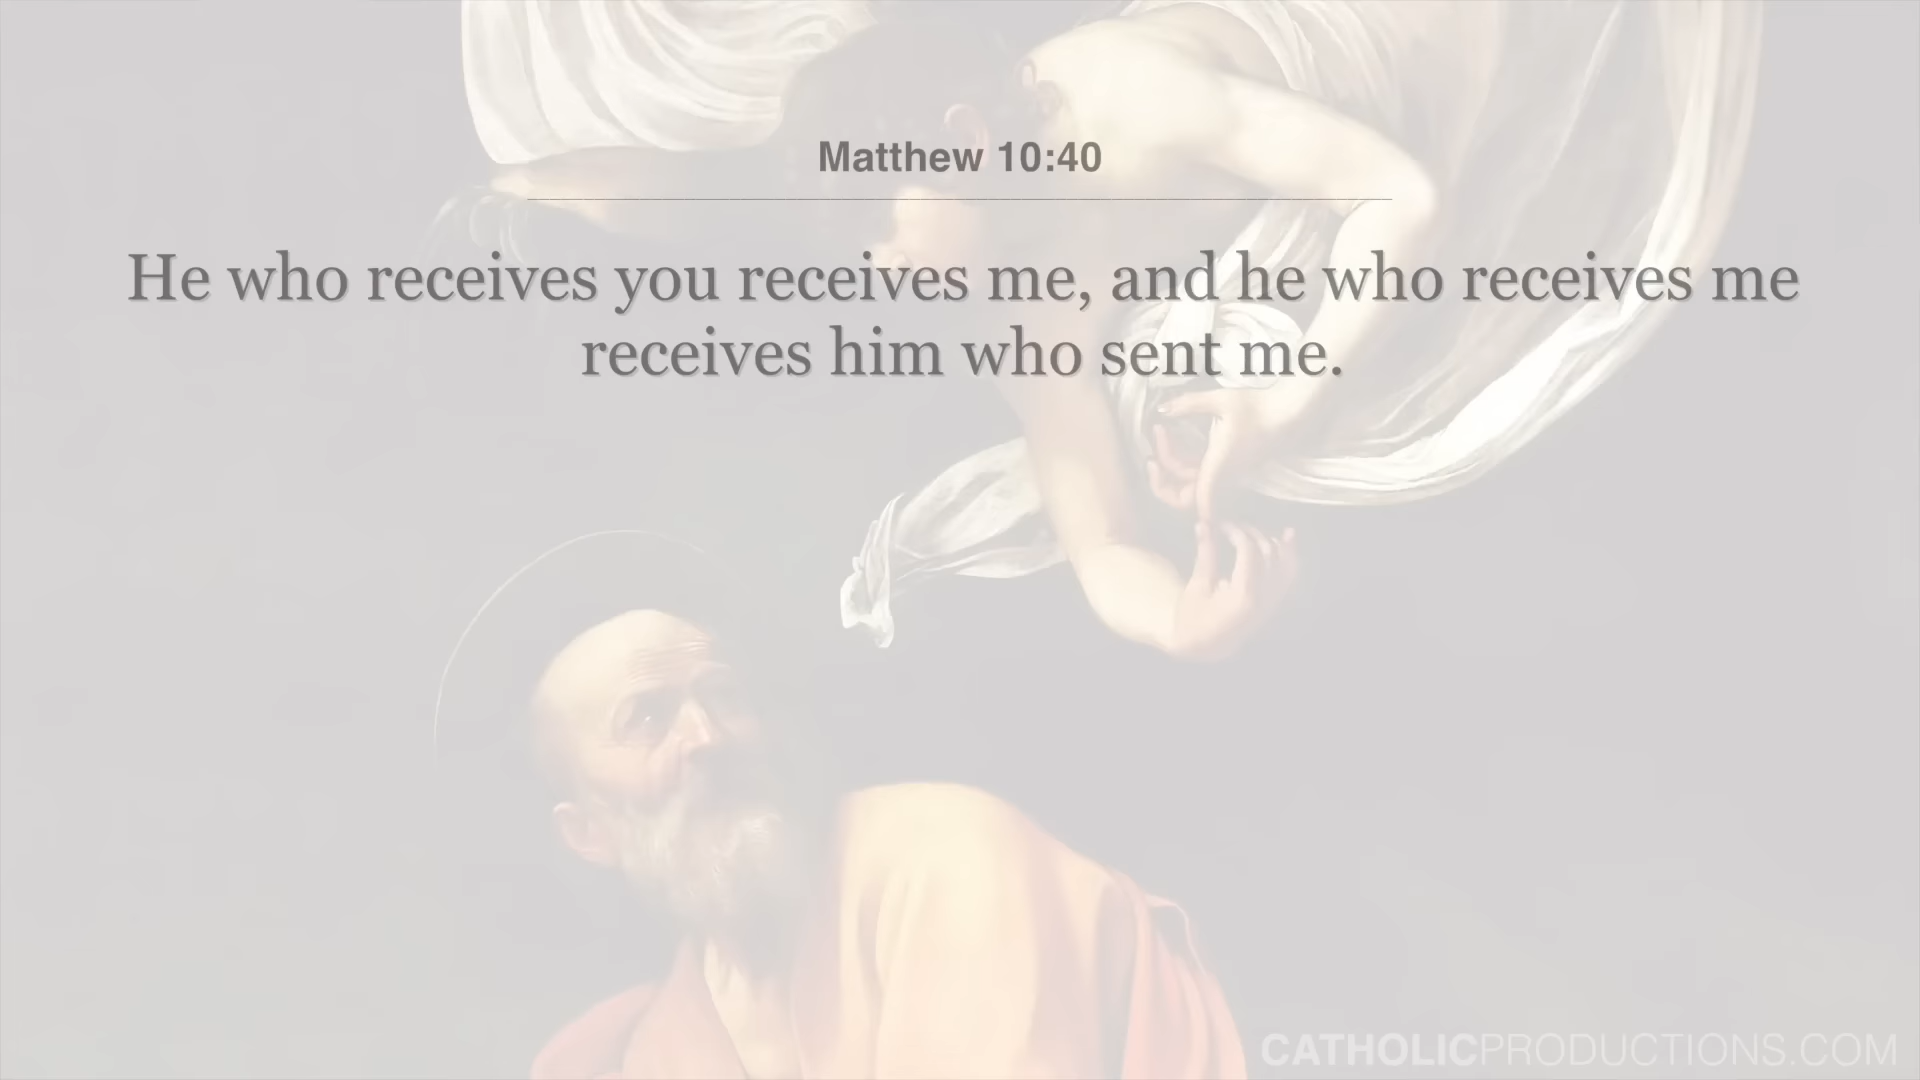 Matthew 10:40
He who receives you receives me, and he who receives me
receives him who sent me.
CATHOLICPRODUCTIONS.COM